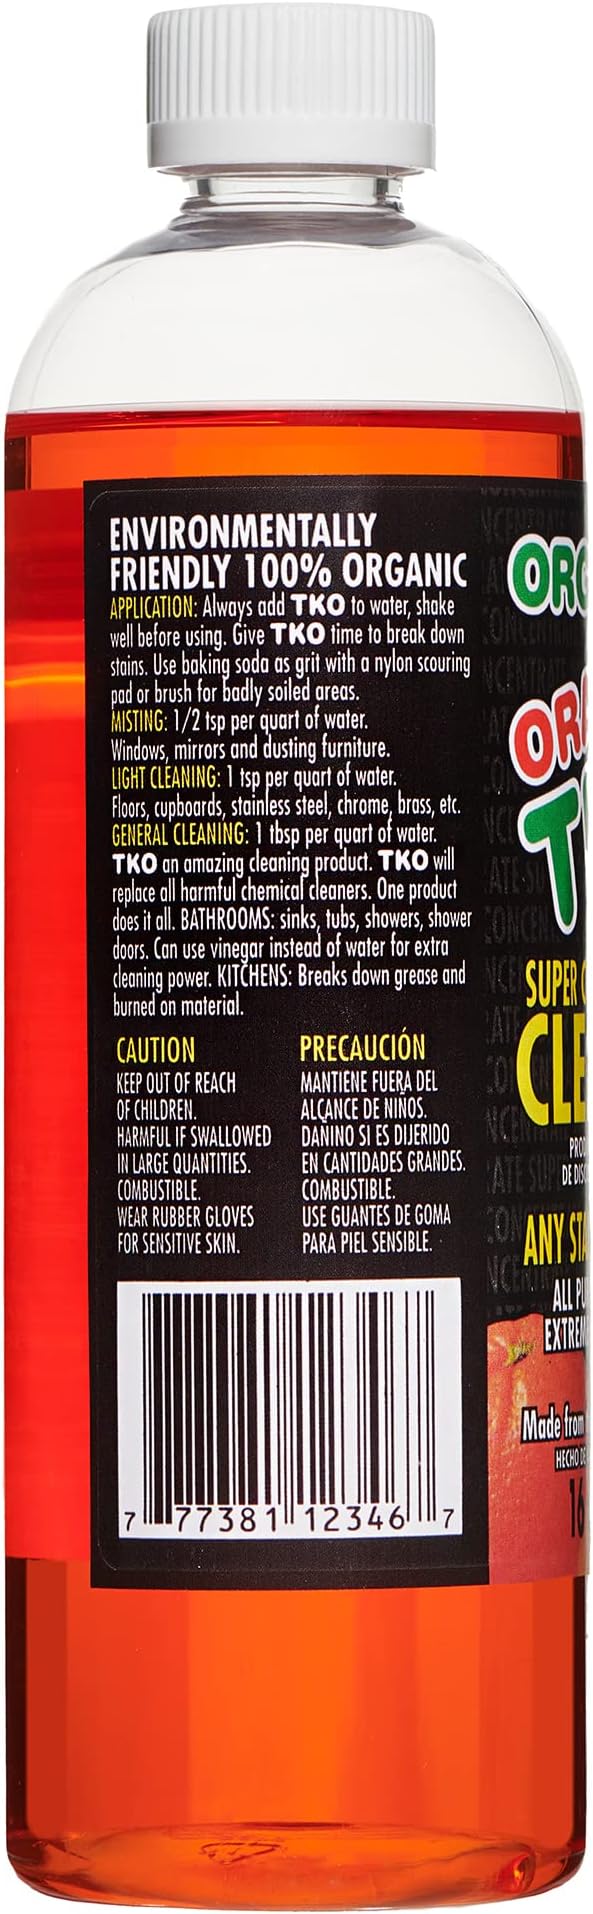 ENVIRONMENTALLY
FRIENDLY 100% ORGANIC
APPLICATION: Always add TKO to water, shake
well before using. Give TKO time to break down
stains. Use baking soda as grit with a nylon scouring
pad or brush for badly soiled areas.
MISTING: 1/2 tsp per quart of water.
Windows, mirrors and dusting furniture.
LIGHT CLEANING: 1 tsp per quart of water.
Floors, cupboards, stainless steel, chrome, brass, etc.
GENERAL CLEANING: 1 tbsp per quart of water.
TKO an amazing cleaning product. TKO will
replace all harmful chemical cleaners. One product
does it all. BATHROOMS: sinks, tubs, showers, shower
doors. Can use vinegar instead of water for extra
cleaning power. KITCHENS: Breaks down grease and
burned on material.
CAUTION
KEEP OUT OF REACH
OF CHILDREN.
HARMFUL IF SWALLOWED
IN LARGE QUANTITIES.
COMBUSTIBLE.
WEAR RUBBER GLOVES
FOR SENSITIVE SKIN.
PRECAUCIÓN
MANTIENE FUERA DEL
ALCANCE DE NIÑOS.
DANINO SI ES DIJERIDO
EN CANTIDADES GRANDES.
COMBUSTIBLE.
USE GUANTES DE GOMA
PARA PIEL SENSIBLE.
7 77381 12346 7
SUPER
ANY
ALL
Made from
HECHO
16